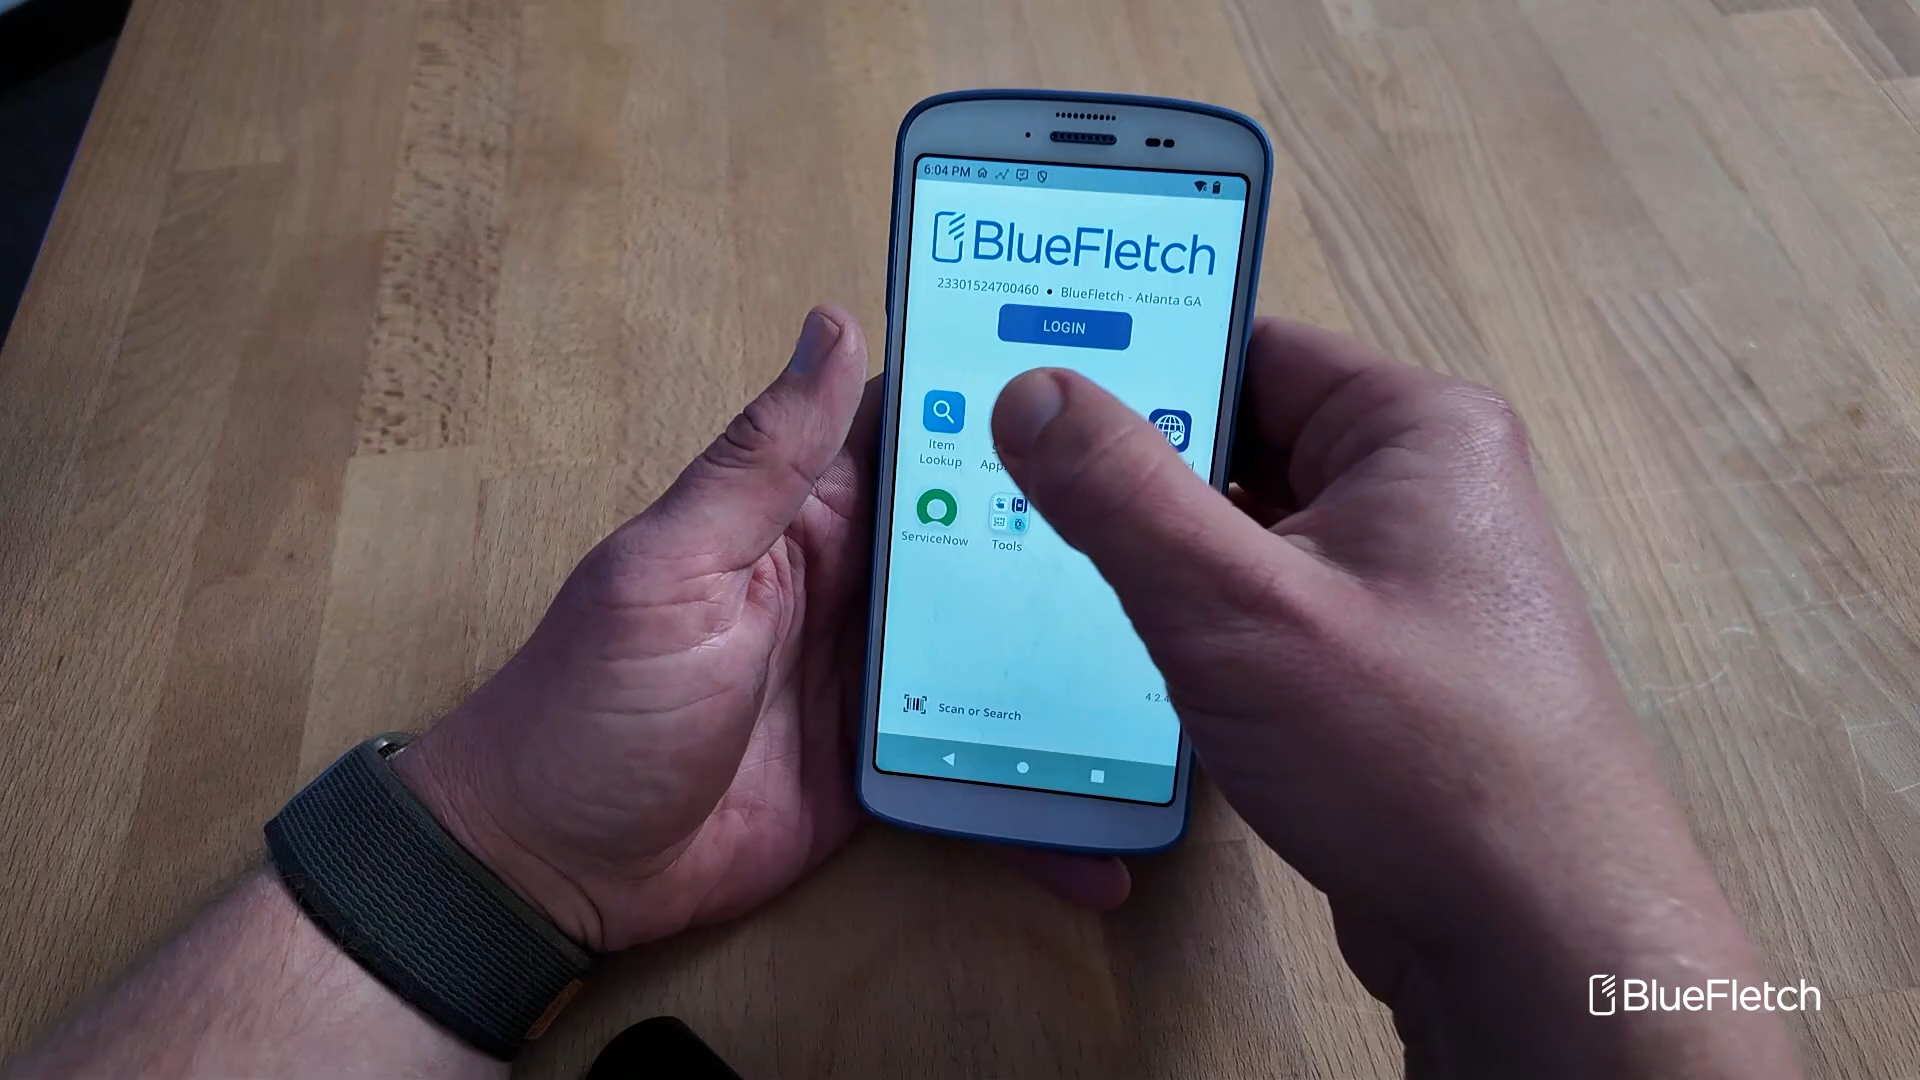 6:04 PM
BlueFletch
23301524700460 • BlueFletch - Atlanta GA
LOGIN
Item
Lookup
ServiceNow
Tools
Scan or Search
BlueFletch